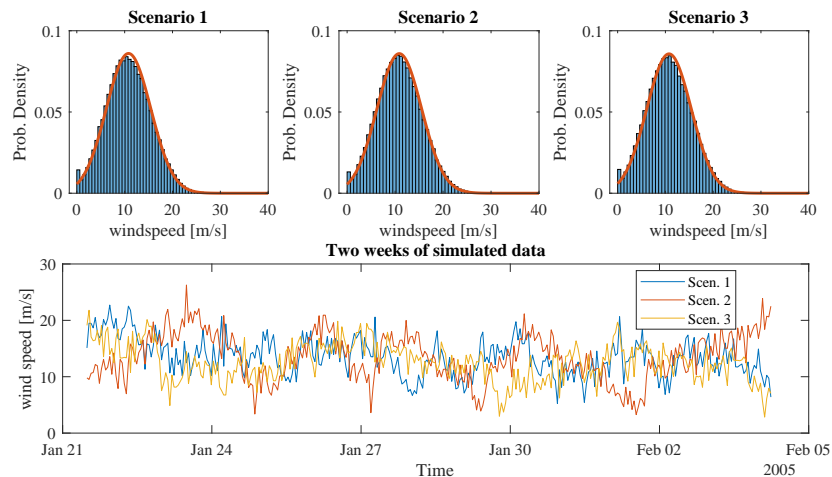 Scenario 1 Scenario 2 Scenario 3
0.1 0.1 0.1
Prob. Density Prob. Density Prob. Density
0.05 0.05 0.05
0 0 0
0 10 20 30 40 0 10 20 30 40 0 10 20 30 40
windspeed [m/s] windspeed [m/s] windspeed [m/s]
Two weeks of simulated data
30
Scen. 1
wind speed [m/s]
20
Scen. 2
Scen. 3
10
0
Jan 21 Jan 24 Jan 27 Jan 30 Feb 02 Feb 05
Time 2005